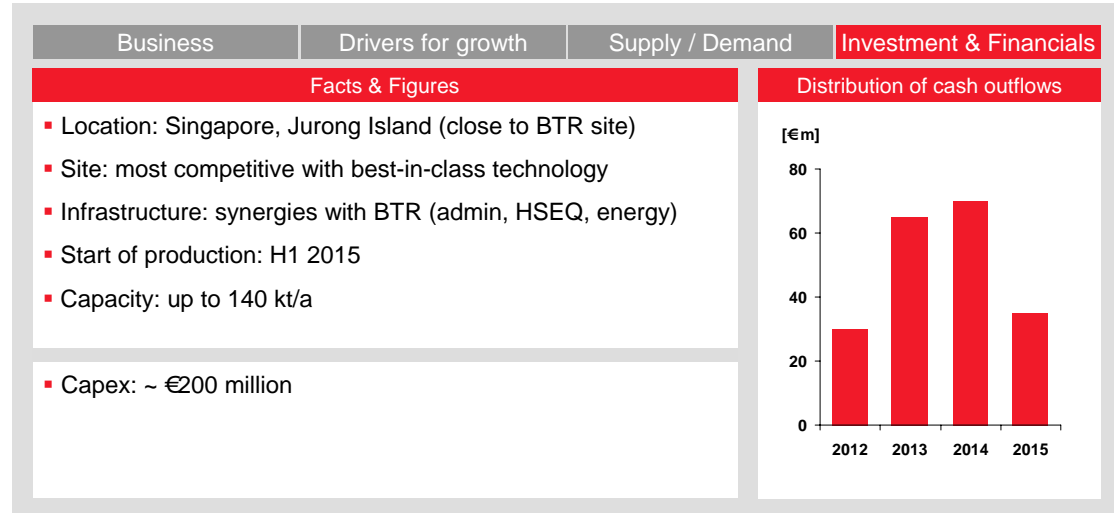 Business
Drivers for growth
Supply / Demand
Investment & Financials
Facts & Figures
▪ Location: Singapore, Jurong Island (close to BTR site)
▪ Site: most competitive with best-in-class technology
▪ Infrastructure: synergies with BTR (admin, HSEQ, energy)
▪ Start of production: H1 2015
▪ Capacity: up to 140 kt/a
▪ Capex: ~ €200 million
Distribution of cash outflows
[€m]
80
60
40
20
0
2012 2013 2014 2015